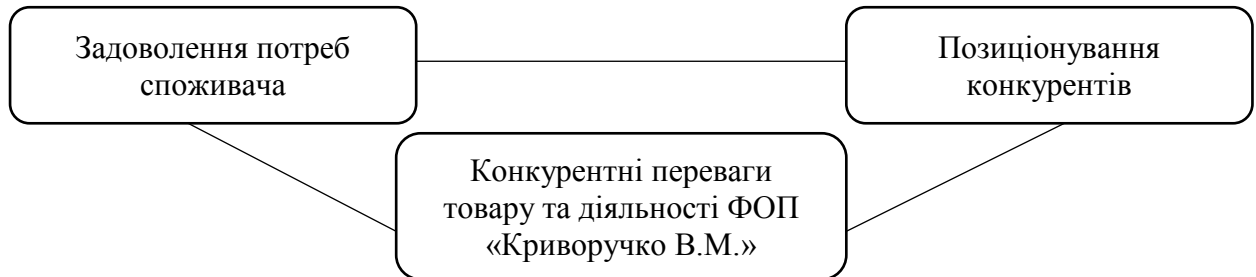 Задоволення потреб
споживача
Позиціонування
конкурентів
Конкурентні переваги
товару та діяльності ФОП
«Криворучко В.М.»